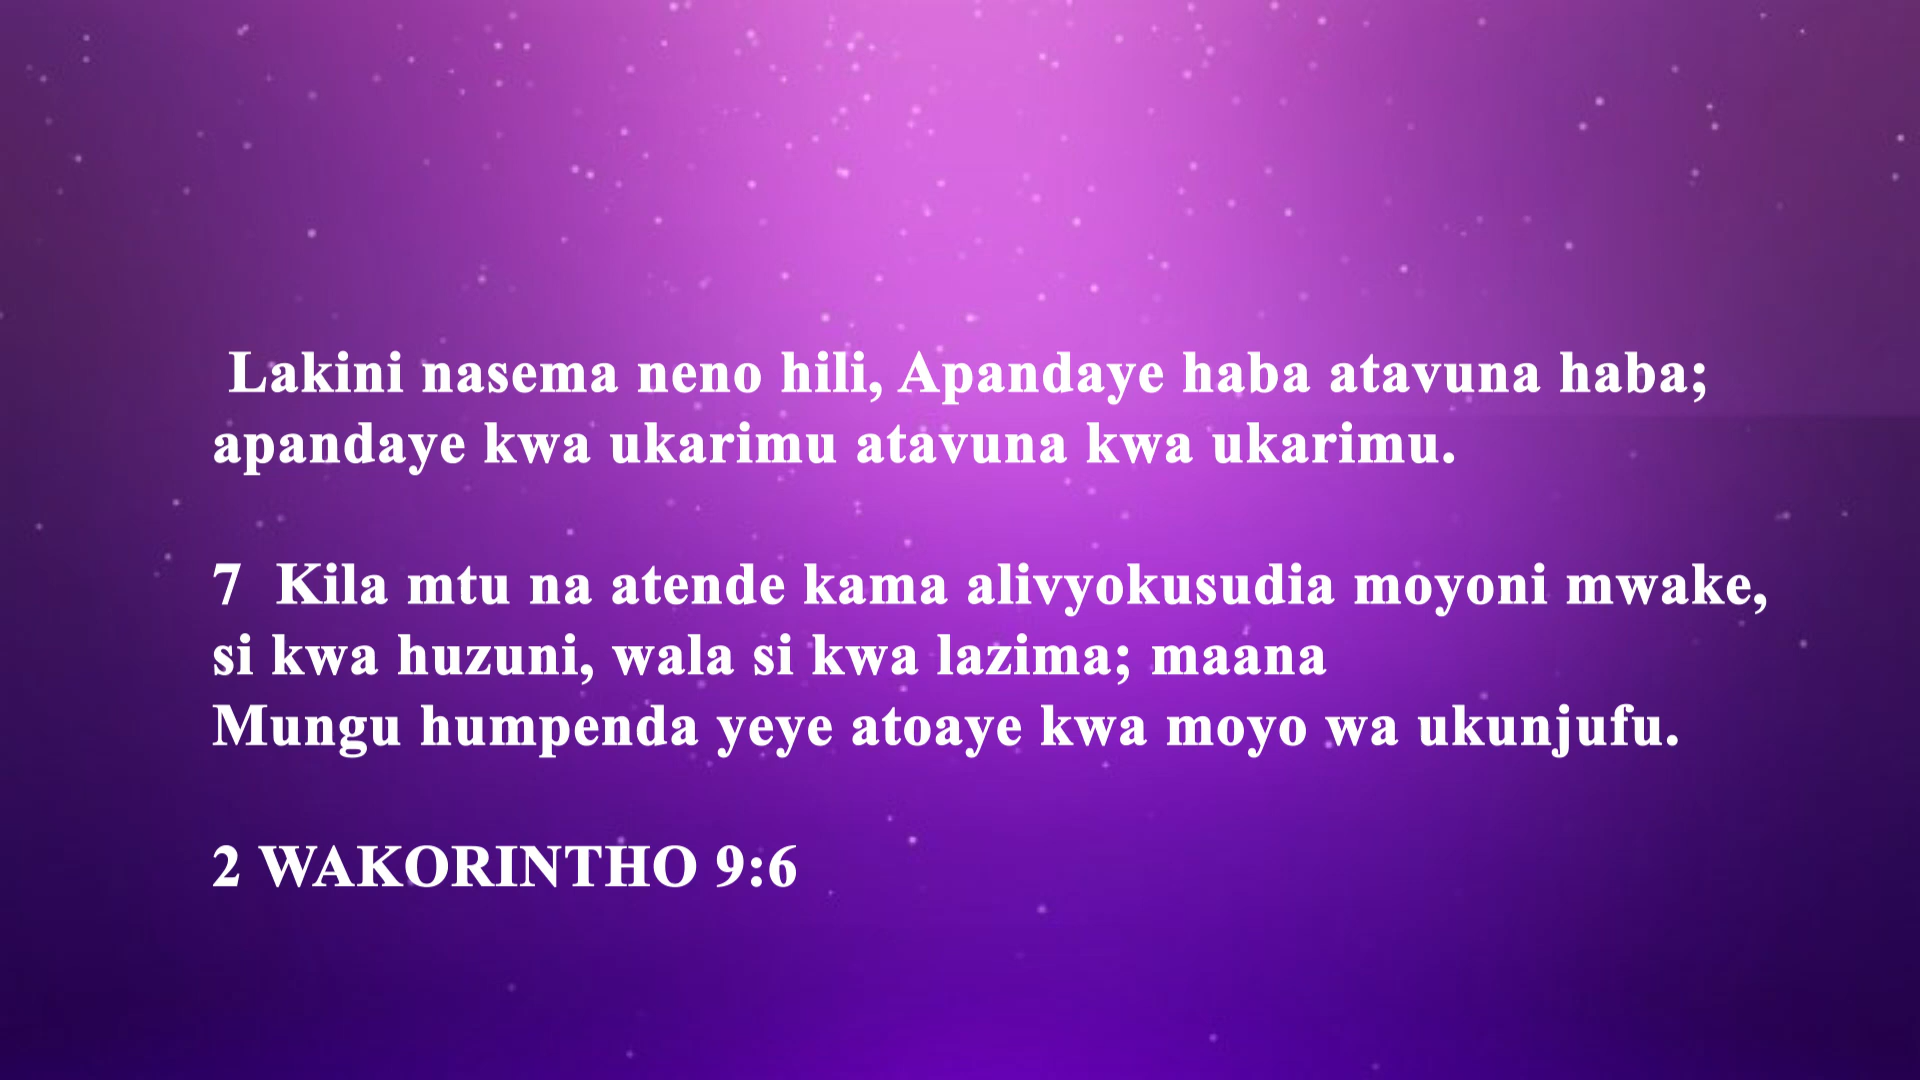 Lakini nasema neno hili, Apandaye haba atavuna haba;
apandaye kwa ukarimu atavuna kwa ukarimu.
7 Kila mtu na atende kama alivyokusudia moyoni mwake,
si kwa huzuni, wala si kwa lazima; maana
Mungu humpenda yeye atoaye kwa moyo wa ukunjufu.
2 WAKORINTHO 9:6